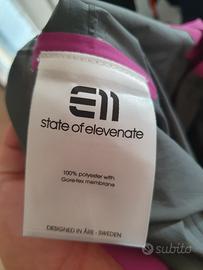 E11
state of elevenate
100% polyester with
Gore-tex membrane
DESIGNED IN ÅRE - SWEDEN
subito